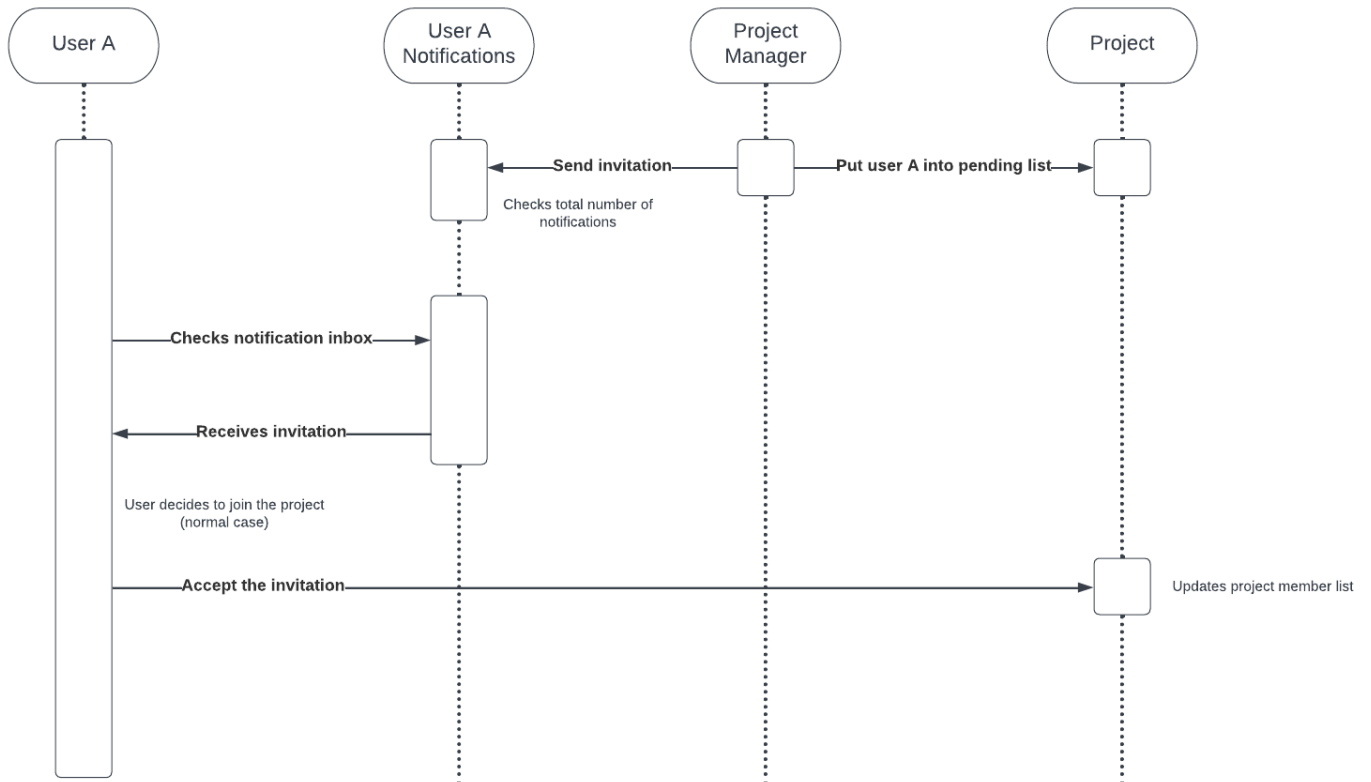 User A
User A
Notifications
Project
Manager
Project
Send invitation
Put user A into pending list
Checks total number of
notifications
Checks notification inbox
Receives invitation
User decides to join the project
(normal case)
Accept the invitation
Updates project member list